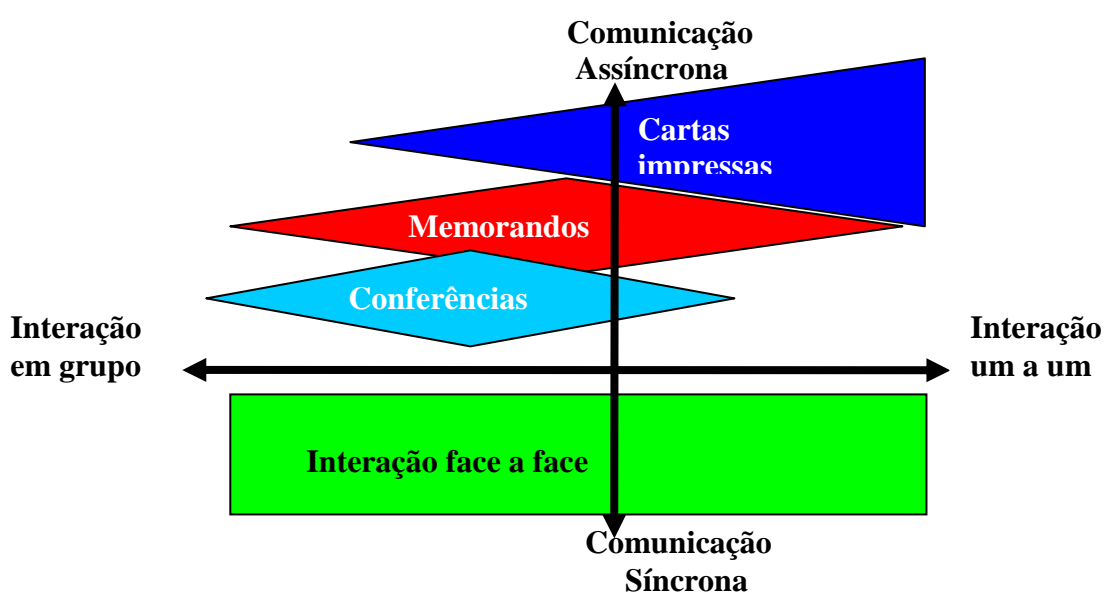 Comunicação
Assíncrona
Cartas
impressas
Memorandos
Conferências
Interação
em grupo
Interação
um a um
Interação face a face
Comunicação
Síncrona